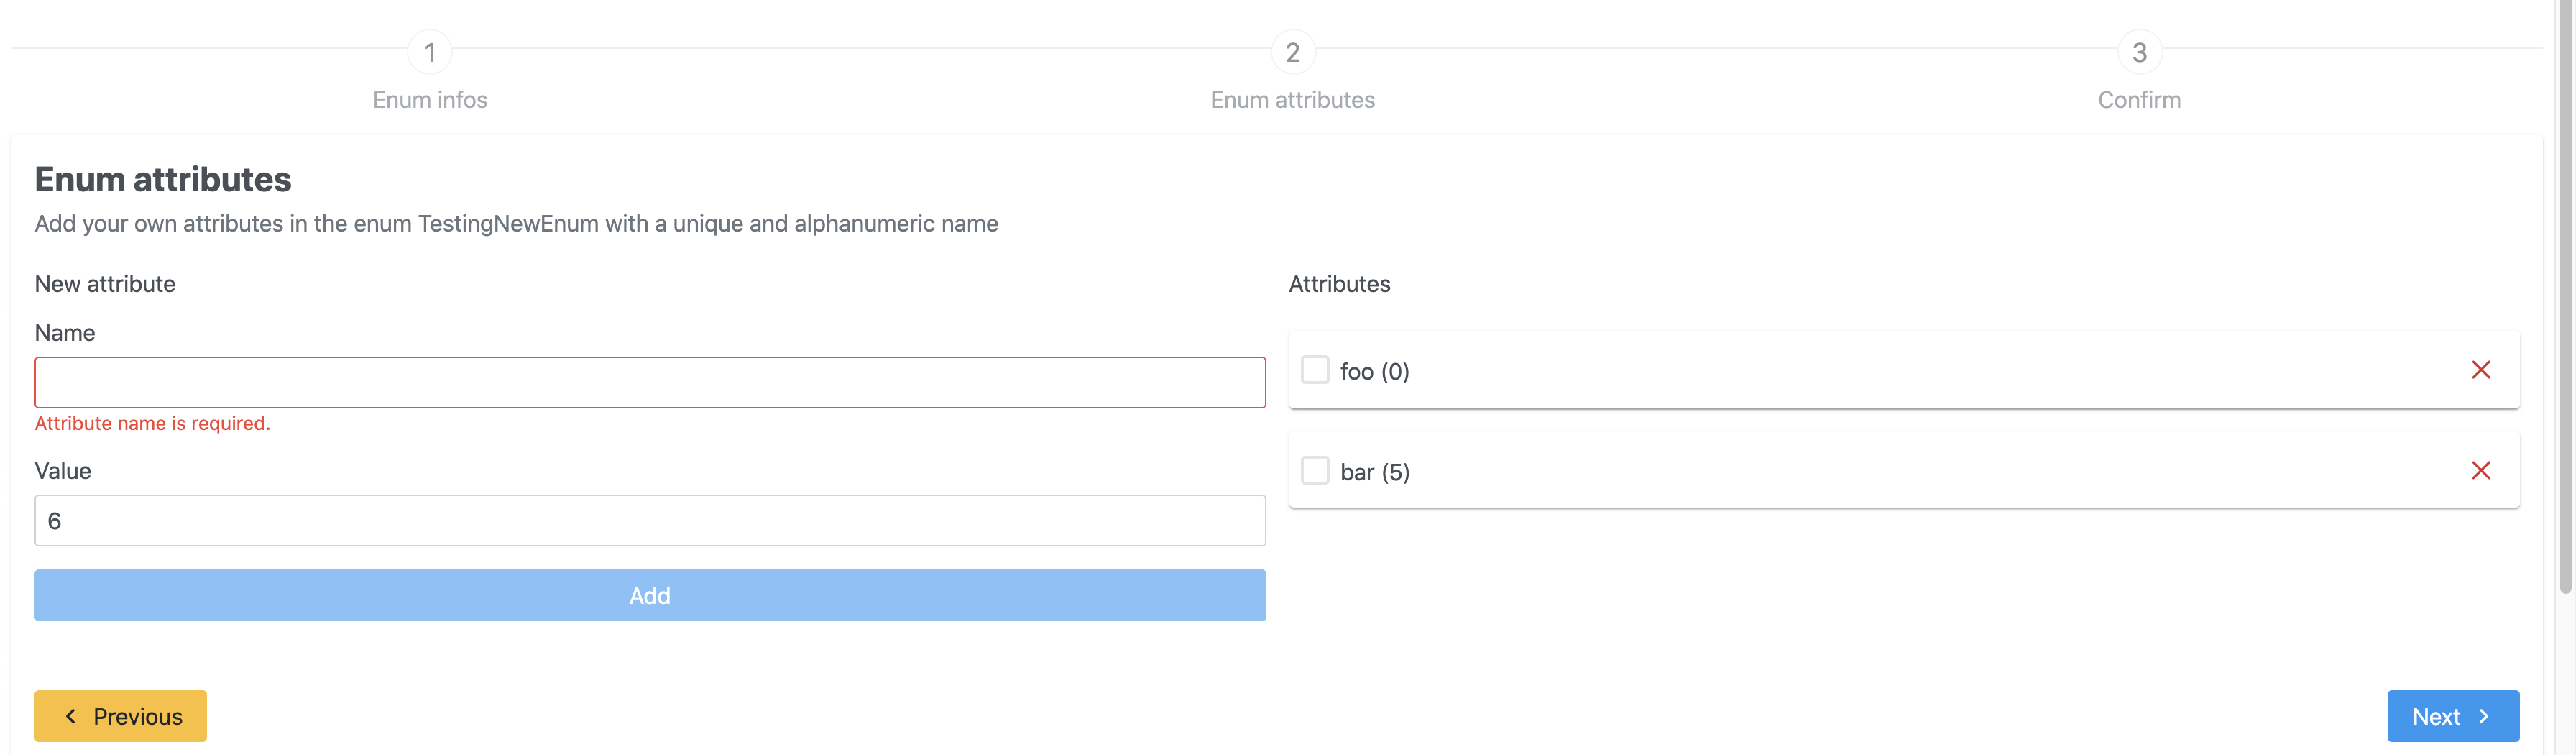 1
Enum infos
2
Enum attributes
3
Confirm
Enum attributes
Add your own attributes in the enum TestingNewEnum with a unique and alphanumeric name
New attribute
Name
Attribute name is required.
Value
6
Add
Attributes
foo (0)
bar (5)
Previous
Next